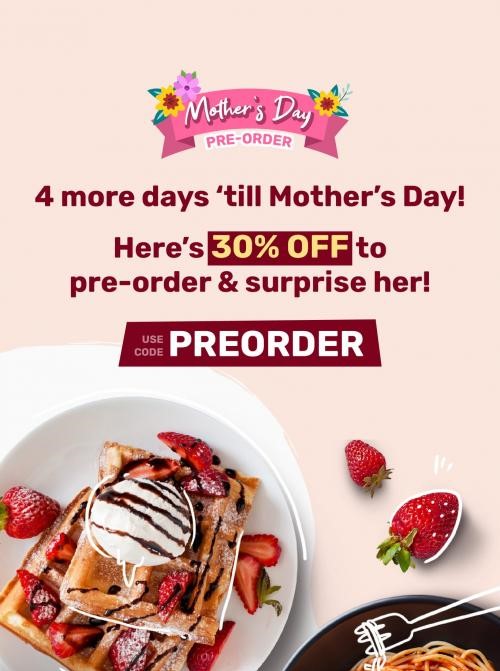 Mother's Day
PRE-ORDER
4 more days ‘till Mother’s Day!
Here’s 30% OFF to
pre-order & surprise her!
USE
CODE
PREORDER